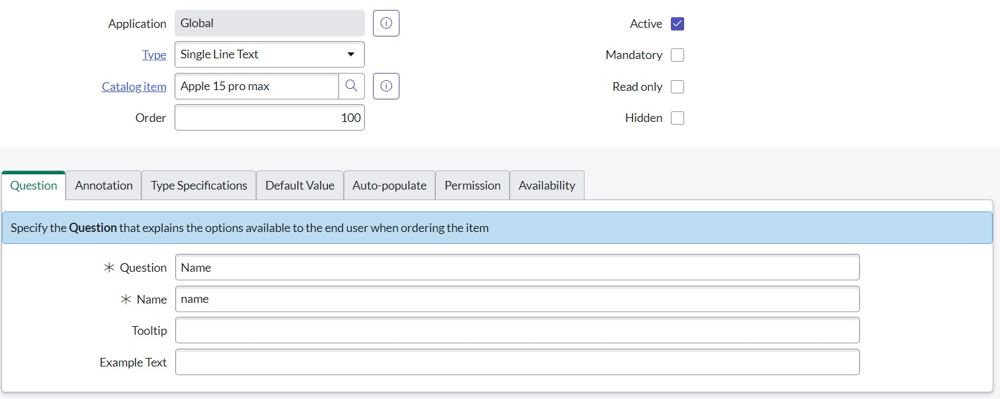 Application Global
Active
Type Single Line Text
Mandatory
Catalog item Apple 15 pro max
Read only
Order 100
Hidden
Question Annotation Type Specifications Default Value Auto-populate Permission Availability
Specify the Question that explains the options available to the end user when ordering the item
* Question Name
* Name name
Tooltip
Example Text